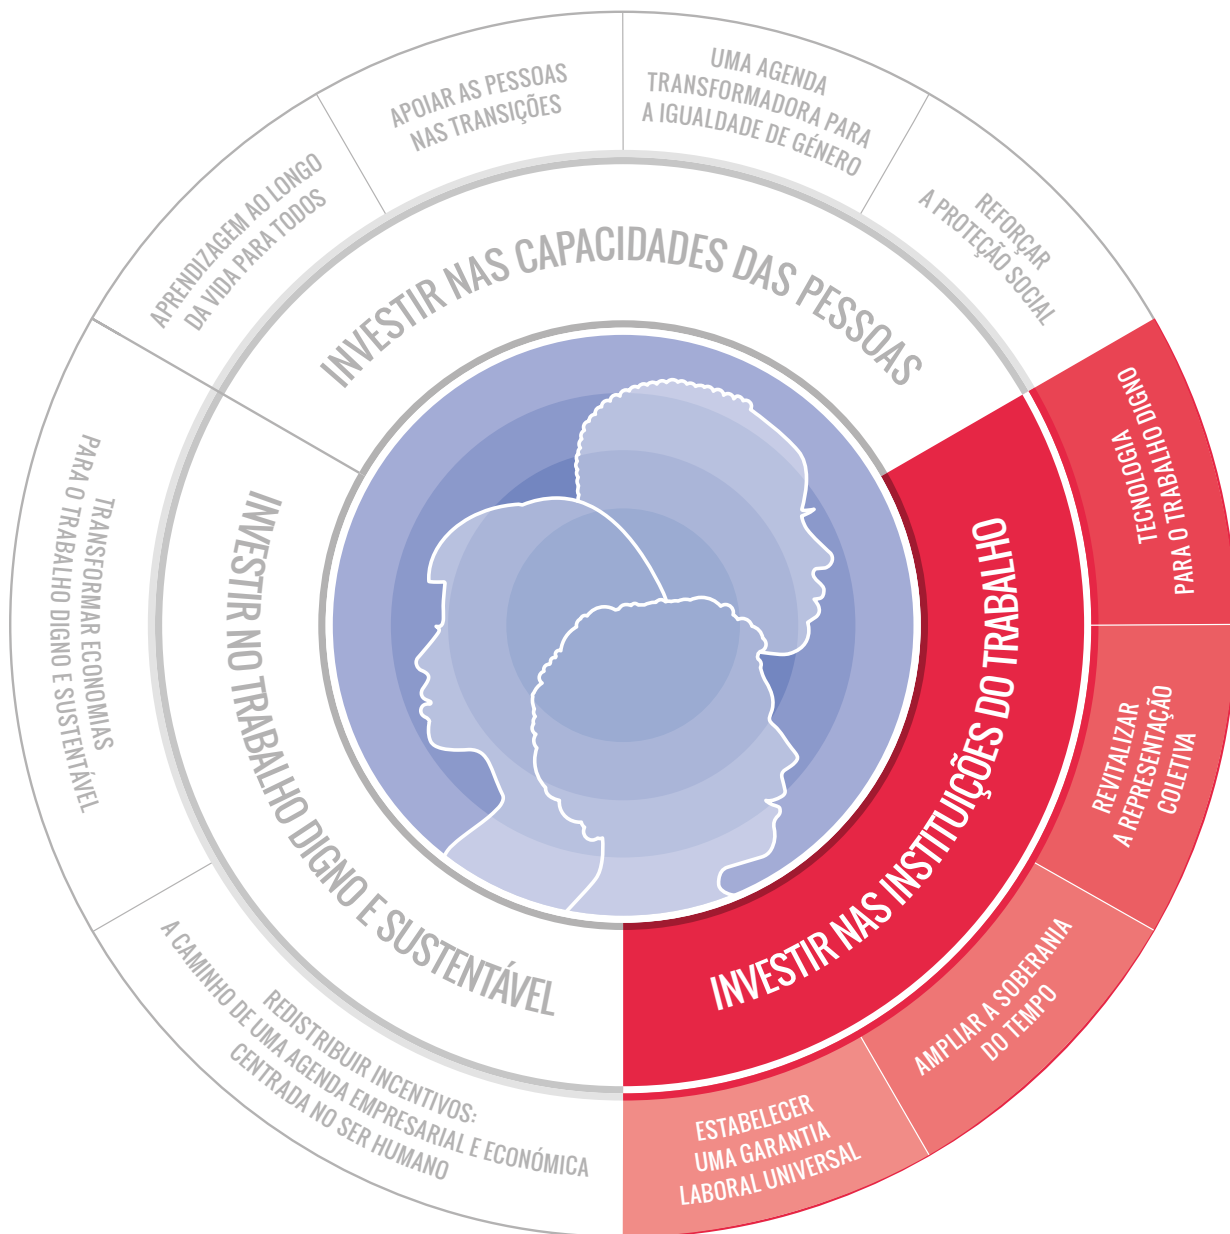 INVESTIR NAS CAPACIDADES DAS PESSOAS
APRENDIZAGEM AO LONGO
DA VIDA PARA TODOS
APOIAR AS PESSOAS
NAS TRANSIÇÕES
UMA AGENDA
TRANSFORMADORA PARA
A IGUALDADE DE GÉNERO
REFORÇAR
A PROTEÇÃO SOCIAL
INVESTIR NAS INSTITUIÇÕES DO TRABALHO
TECNOLOGIA
PARA O TRABALHO DIGNO
REVITALIZAR
A REPRESENTAÇÃO
COLETIVA
AMPLIAR A SOBERANIA
DO TEMPO
ESTABELECER
UMA GARANTIA
LABORAL UNIVERSAL
INVESTIR NO TRABALHO DIGNO E SUSTENTÁVEL
TRANSFORMAR ECONOMIAS
PARA O TRABALHO DIGNO E SUSTENTÁVEL
REDISTRIBUIR INCENTIVOS:
A CAMINHO DE UMA AGENDA EMPRESARIAL E ECONÓMICA
CENTRADA NO SER HUMANO